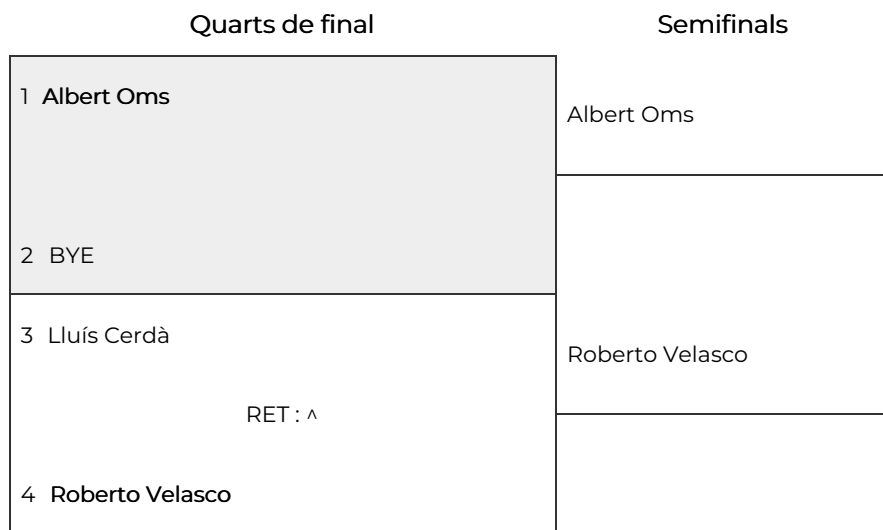 Quarts de final
Semifinals
1 Albert Oms
Albert Oms
2 BYE
3 Lluís Cerdà
Roberto Velasco
RET : ^
4 Roberto Velasco